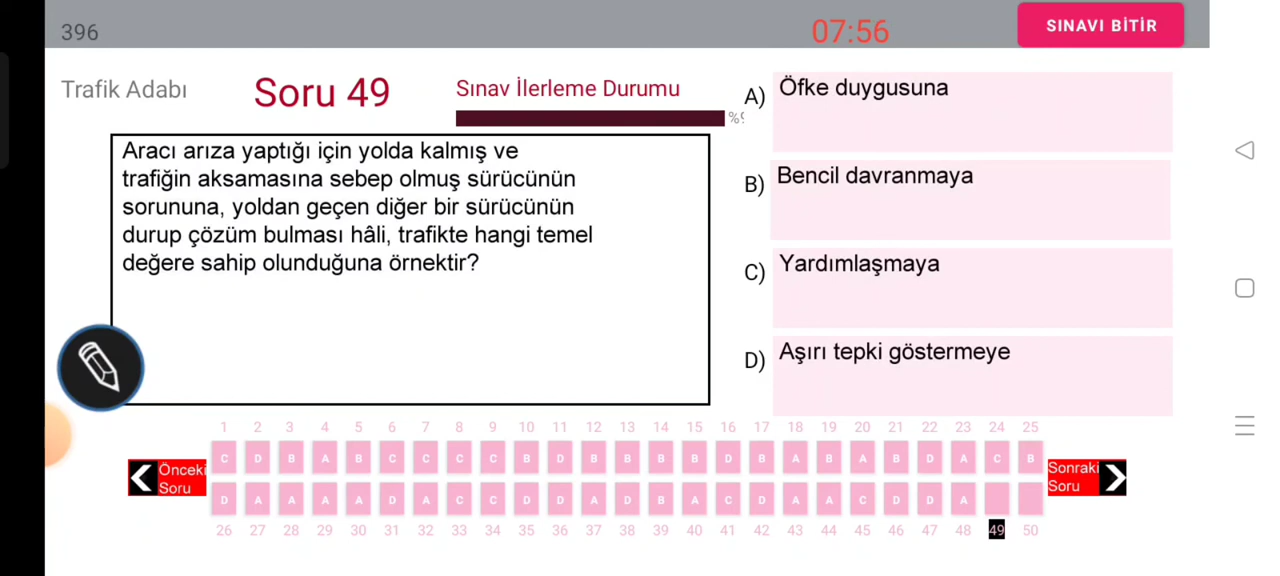 396
07:56
SINAVI BİTİR
Trafik Adabı
Soru 49
Sınav İlerleme Durumu
Aracı arıza yaptığı için yolda kalmış ve
trafiğin aksamasına sebep olmuş sürücünün
sorununa, yoldan geçen diğer bir sürücünün
durup çözüm bulması hâli, trafikte hangi temel
değere sahip olunduğuna örnektir?
A) Öfke duygusuna
B) Bencil davranmaya
C) Yardımlaşmaya
D) Aşırı tepki göstermeye
1 2 3 4 5 6 7 8 9 10 11 12 13 14 15 16 17 18 19 20 21 22 23 24 25
C D B A B C C C C B D B B B B D B A B A B D A C B
D A A A A D A C C D D A D B A C D A A C D D A
26 27 28 29 30 31 32 33 34 35 36 37 38 39 40 41 42 43 44 45 46 47 48 49 50
Önceki
Soru
Sonraki
Soru